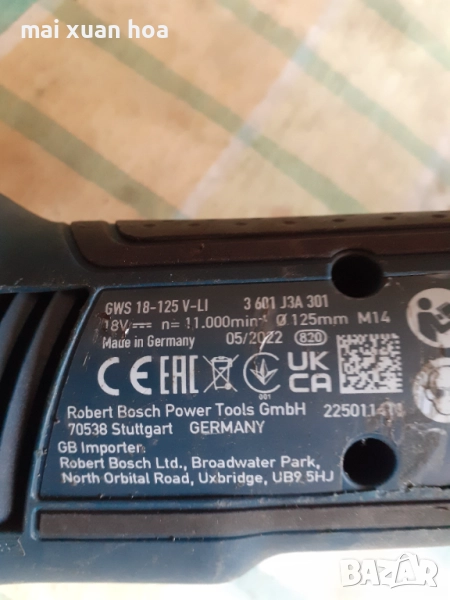 mai xuan hoa
GWS 18-125 V-LI 3 601 J3A 301
18V n= 11.000min⁻¹ Ø 125mm M14
Made in Germany 05/2022 820
CE EAC UK CA
001
Robert Bosch Power Tools GmbH
70538 Stuttgart GERMANY
GB Importer:
Robert Bosch Ltd., Broadwater Park,
North Orbital Road, Uxbridge, UB9 5HJ
BAZAR